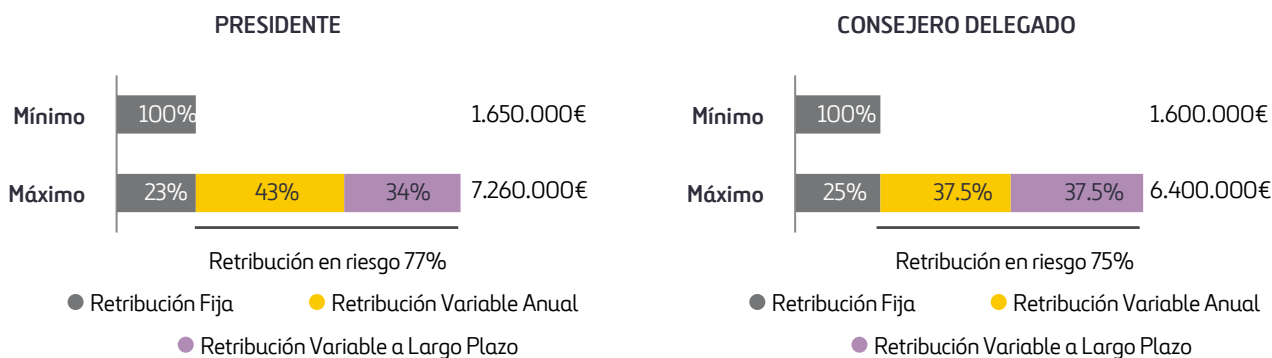 PRESIDENTE
Mínimo 100% 1.650.000€
Máximo 23% 43% 34% 7.260.000€
Retribución en riesgo 77%
Retribución Fija Retribución Variable Anual
Retribución Variable a Largo Plazo
CONSEJERO DELEGADO
Mínimo 100% 1.600.000€
Máximo 25% 37.5% 37.5% 6.400.000€
Retribución en riesgo 75%
Retribución Fija Retribución Variable Anual
Retribución Variable a Largo Plazo